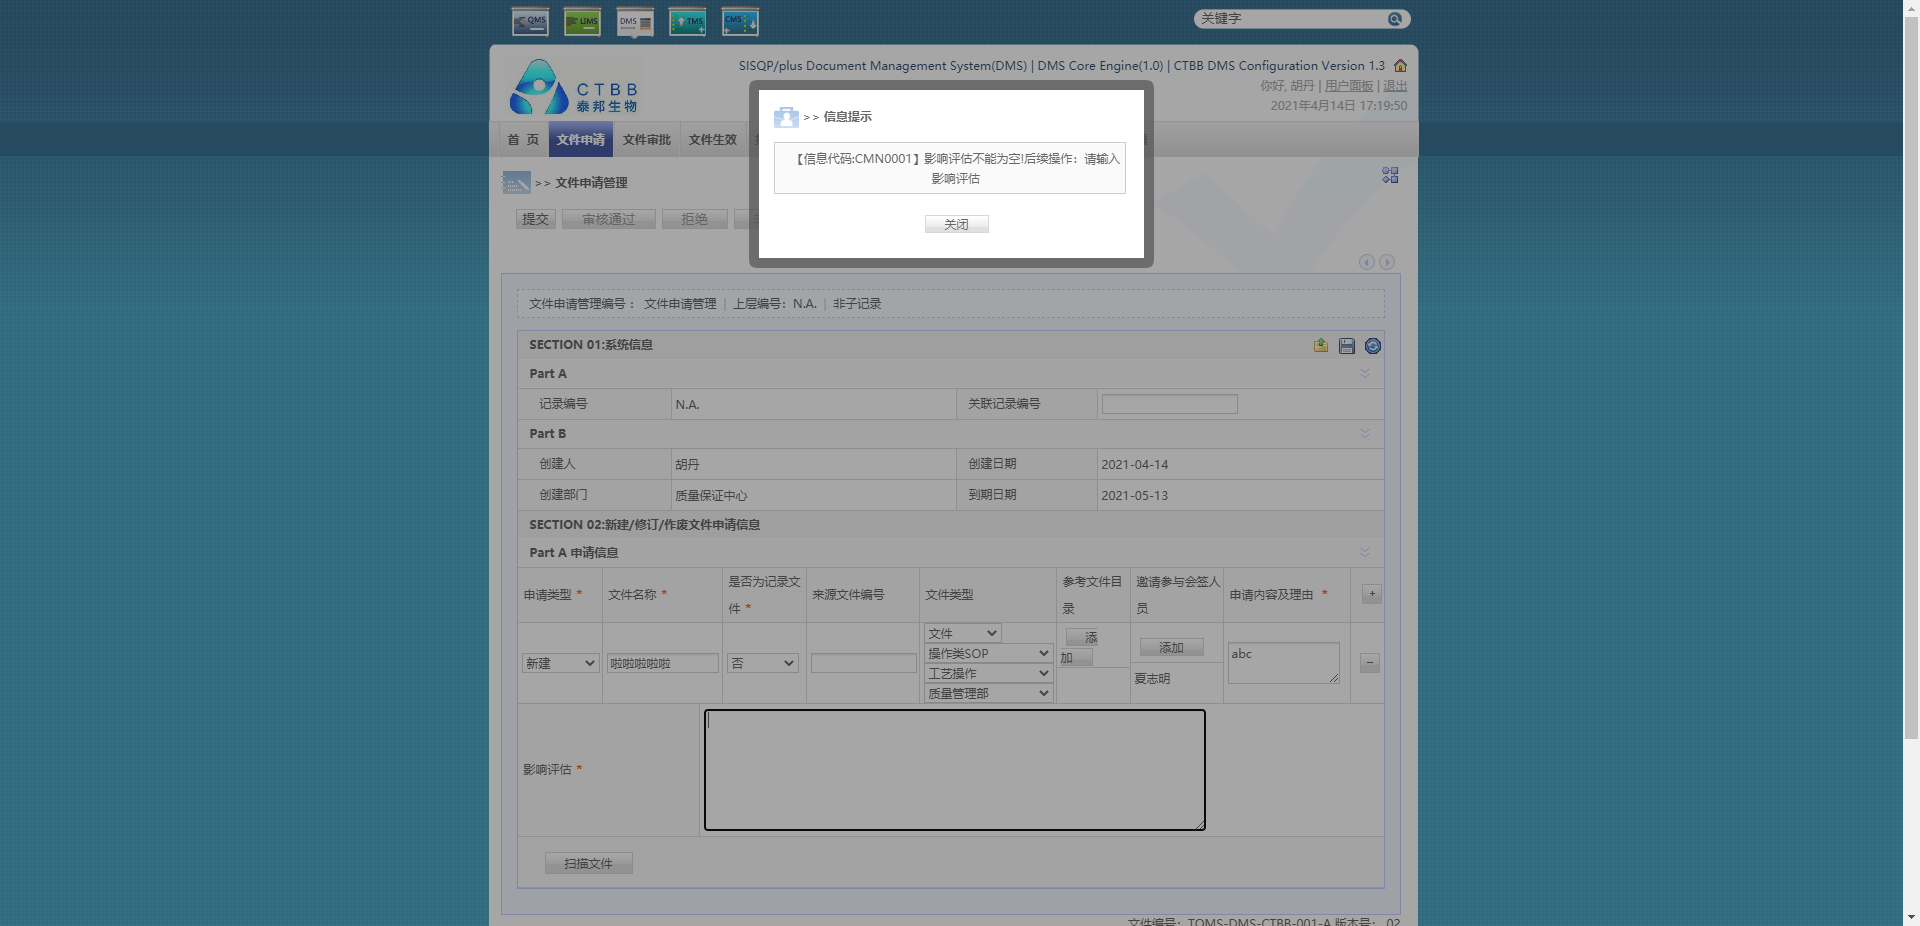 QMS LIMS DMS TMS CMS
关键字
SISQP/plus Document Management System(DMS) | DMS Core Engine(1.0) | CTBB DMS Configuration Version 1.3
CTBB
泰邦生物
你好, 胡丹 | 用户面板 | 退出
2021年4月14日 17:19:50
首 页 文件申请 文件审批 文件生效
>> 信息提示
【信息代码:CMN0001】影响评估不能为空!后续操作：请输入
影响评估
关闭
>> 文件申请管理
提交 审核通过 拒绝
文件申请管理编号： 文件申请管理 | 上层编号：N.A. | 非子记录
SECTION 01:系统信息
Part A
记录编号 N.A. 关联记录编号
Part B
创建人 胡丹 创建日期 2021-04-14
创建部门 质量保证中心 到期日期 2021-05-13
SECTION 02:新建/修订/作废文件申请信息
Part A 申请信息
申请类型 * 文件名称 * 是否为记录文件 * 来源文件编号 文件类型 参考文件目录 邀请参与会签人员 申请内容及理由 * +
新建 啦啦啦啦啦 否 文件 添加 添加 abc −
操作类SOP
工艺操作 夏志明
质量管理部
影响评估 *
扫描文件
文件编号：TQMS-DMS-CTBB-001-A 版本号： 02